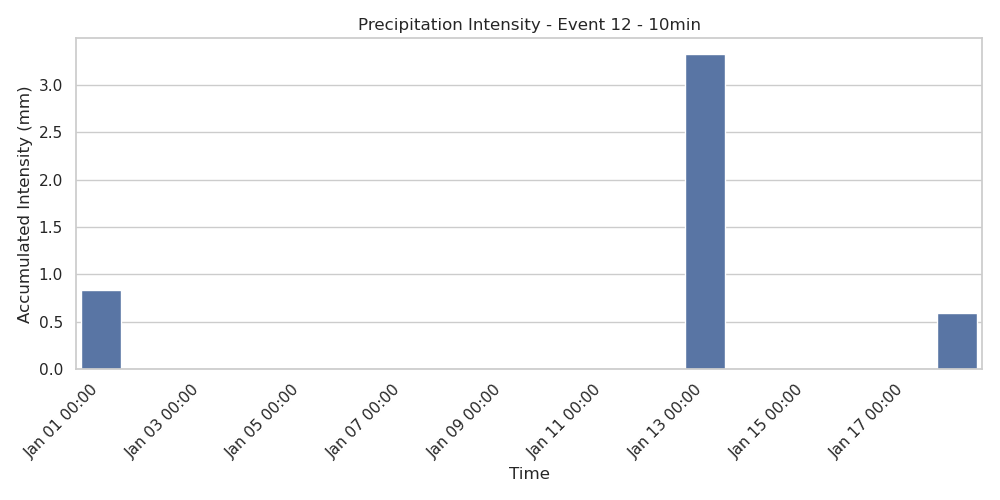 Precipitation Intensity - Event 12 - 10min
Accumulated Intensity (mm)
3.0
2.5
2.0
1.5
1.0
0.5
0.0
Jan 01 00:00
Jan 03 00:00
Jan 05 00:00
Jan 07 00:00
Jan 09 00:00
Jan 11 00:00
Jan 13 00:00
Jan 15 00:00
Jan 17 00:00
Time